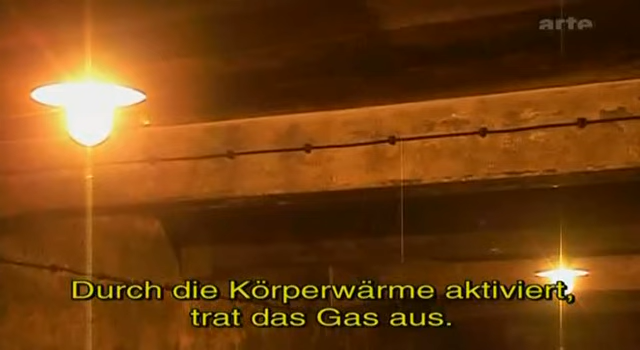 arte
Durch die Körperwärme aktiviert,
trat das Gas aus.